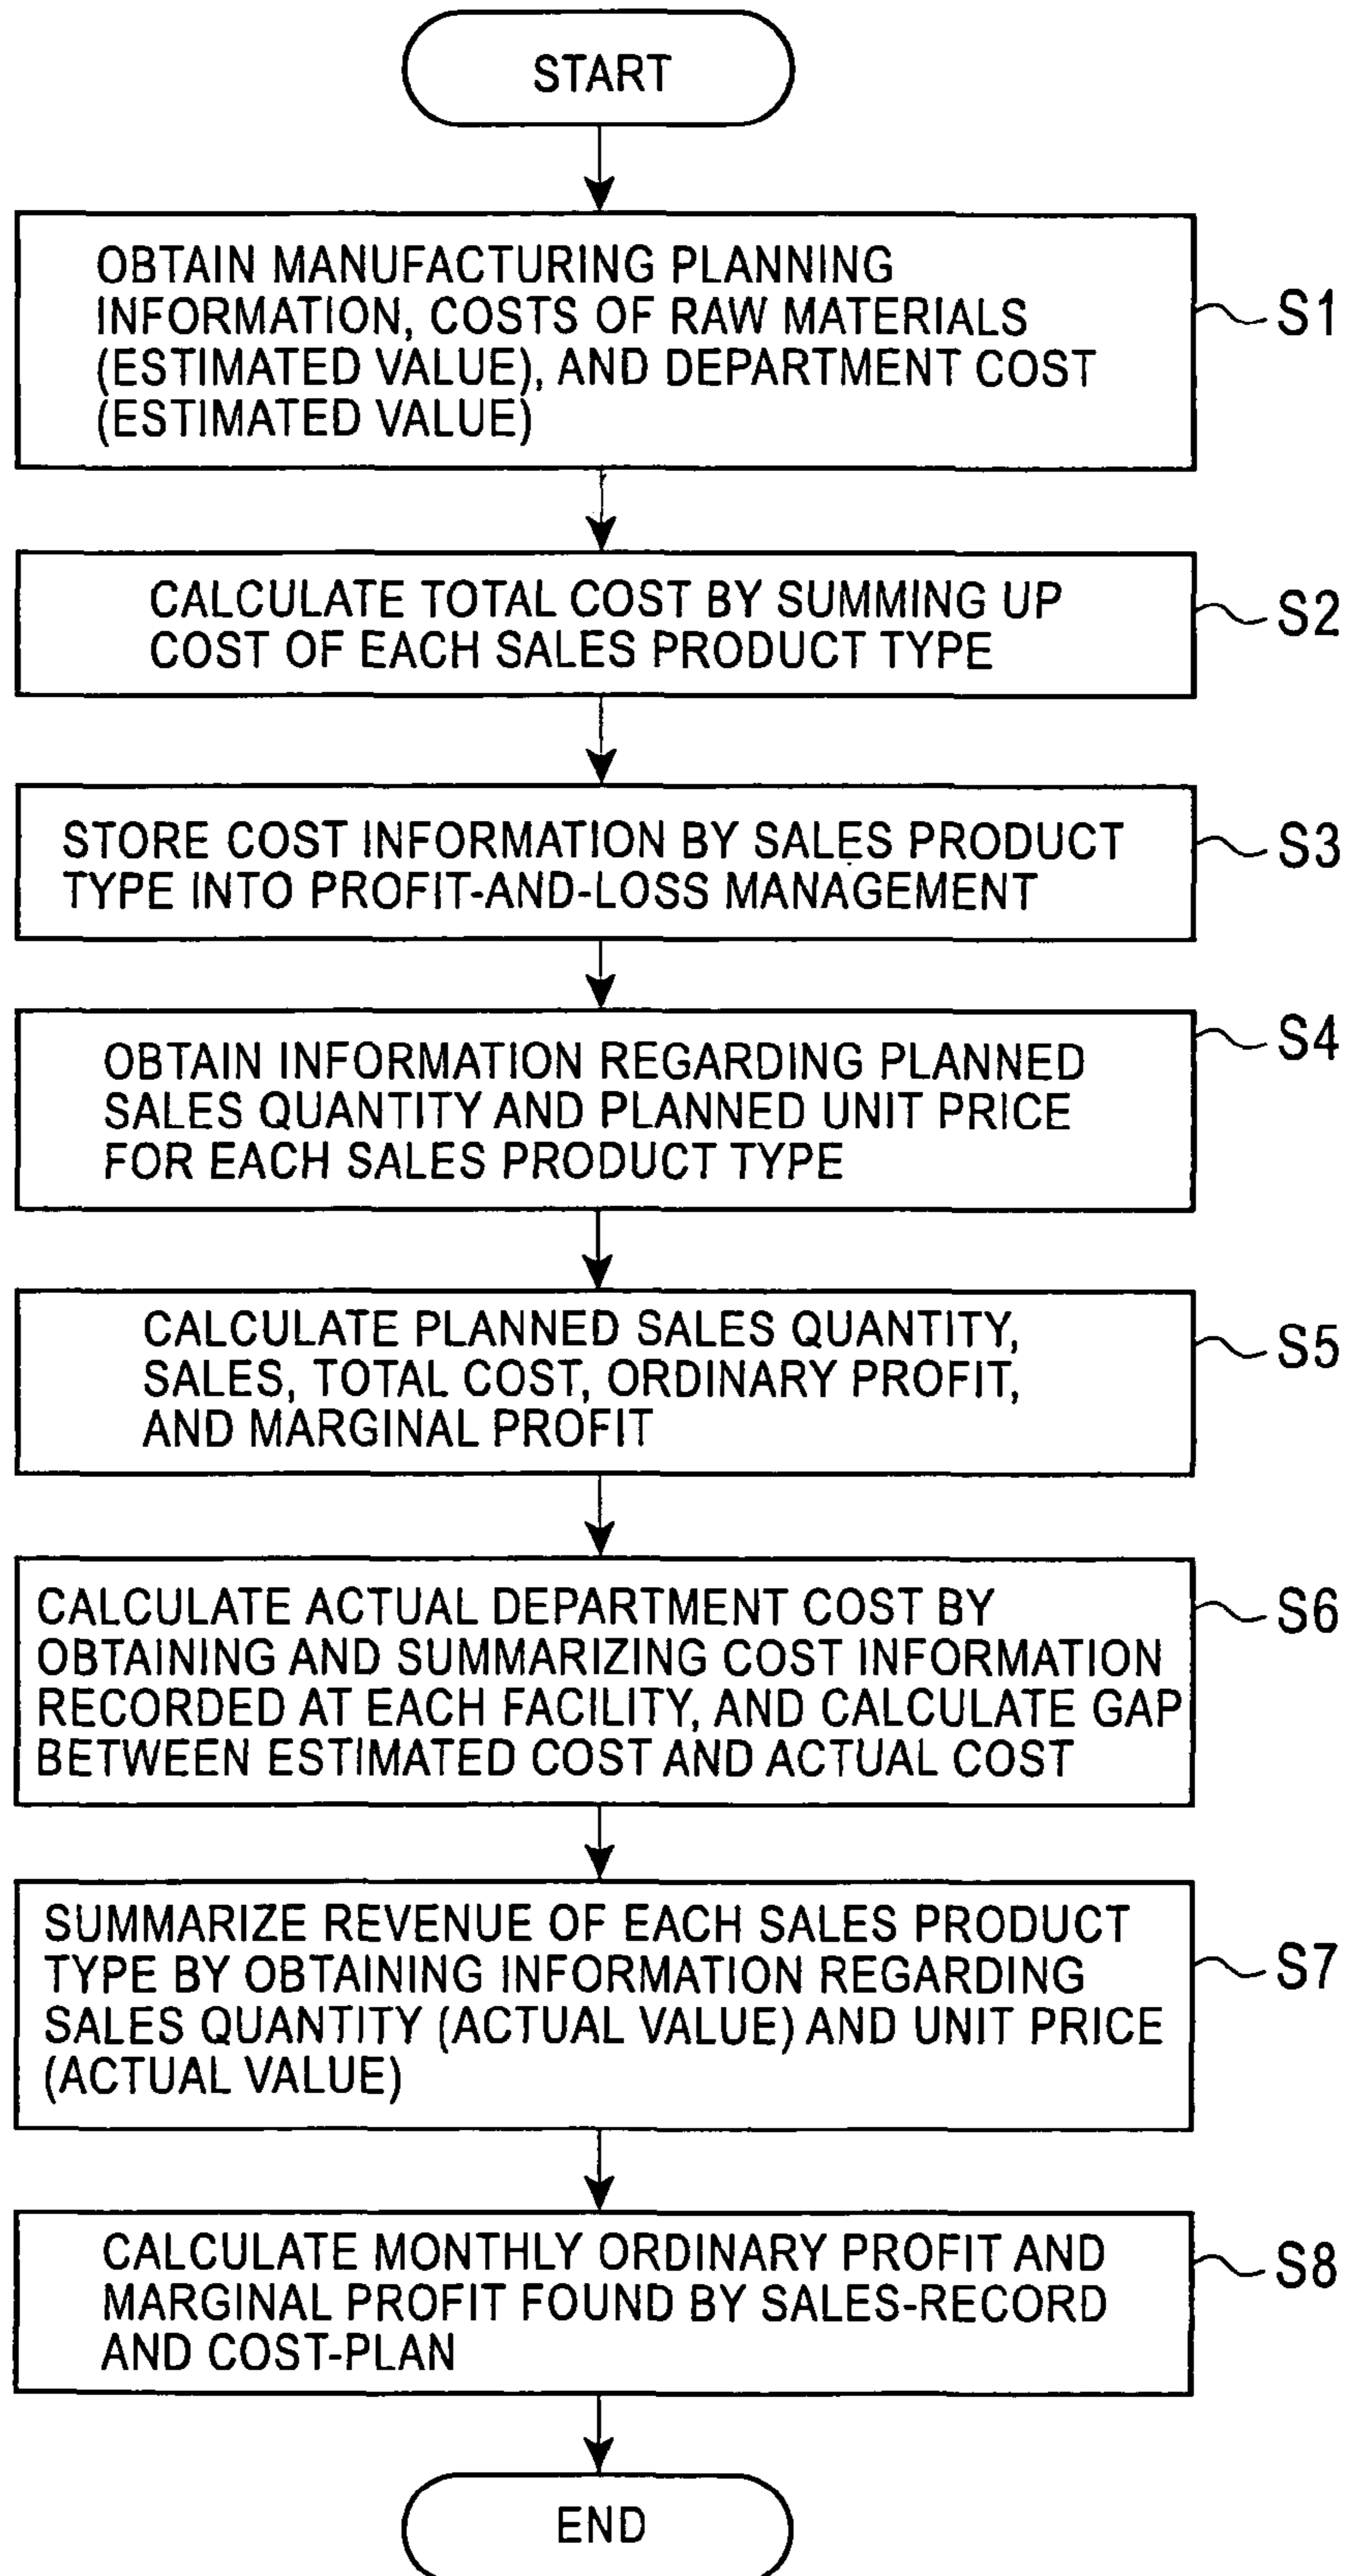 START
OBTAIN MANUFACTURING PLANNING
INFORMATION, COSTS OF RAW MATERIALS
(ESTIMATED VALUE), AND DEPARTMENT COST
(ESTIMATED VALUE)
S1
CALCULATE TOTAL COST BY SUMMING UP
COST OF EACH SALES PRODUCT TYPE
S2
STORE COST INFORMATION BY SALES PRODUCT
TYPE INTO PROFIT-AND-LOSS MANAGEMENT
S3
OBTAIN INFORMATION REGARDING PLANNED
SALES QUANTITY AND PLANNED UNIT PRICE
FOR EACH SALES PRODUCT TYPE
S4
CALCULATE PLANNED SALES QUANTITY,
SALES, TOTAL COST, ORDINARY PROFIT,
AND MARGINAL PROFIT
S5
CALCULATE ACTUAL DEPARTMENT COST BY
OBTAINING AND SUMMARIZING COST INFORMATION
RECORDED AT EACH FACILITY, AND CALCULATE GAP
BETWEEN ESTIMATED COST AND ACTUAL COST
S6
SUMMARIZE REVENUE OF EACH SALES PRODUCT
TYPE BY OBTAINING INFORMATION REGARDING
SALES QUANTITY (ACTUAL VALUE) AND UNIT PRICE
(ACTUAL VALUE)
S7
CALCULATE MONTHLY ORDINARY PROFIT AND
MARGINAL PROFIT FOUND BY SALES-RECORD
AND COST-PLAN
S8
END